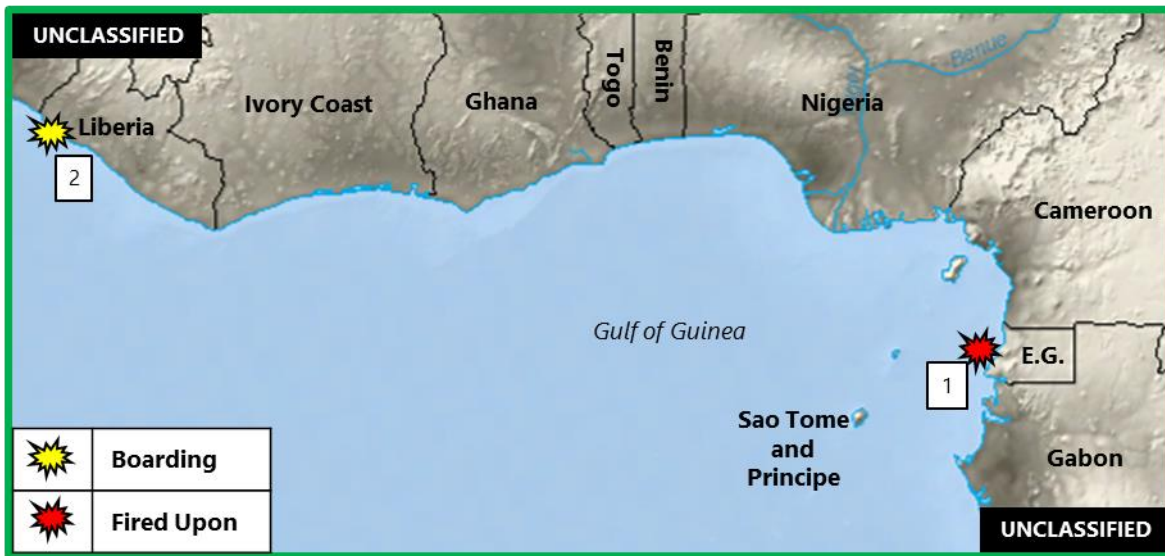 UNCLASSIFIED
Liberia
Ivory Coast
Ghana
Togo
Benin
Nigeria
Niger
Benue
Cameroon
2
Gulf of Guinea
E.G.
1
Sao Tome
and
Principe
Gabon
Boarding
Fired Upon
UNCLASSIFIED